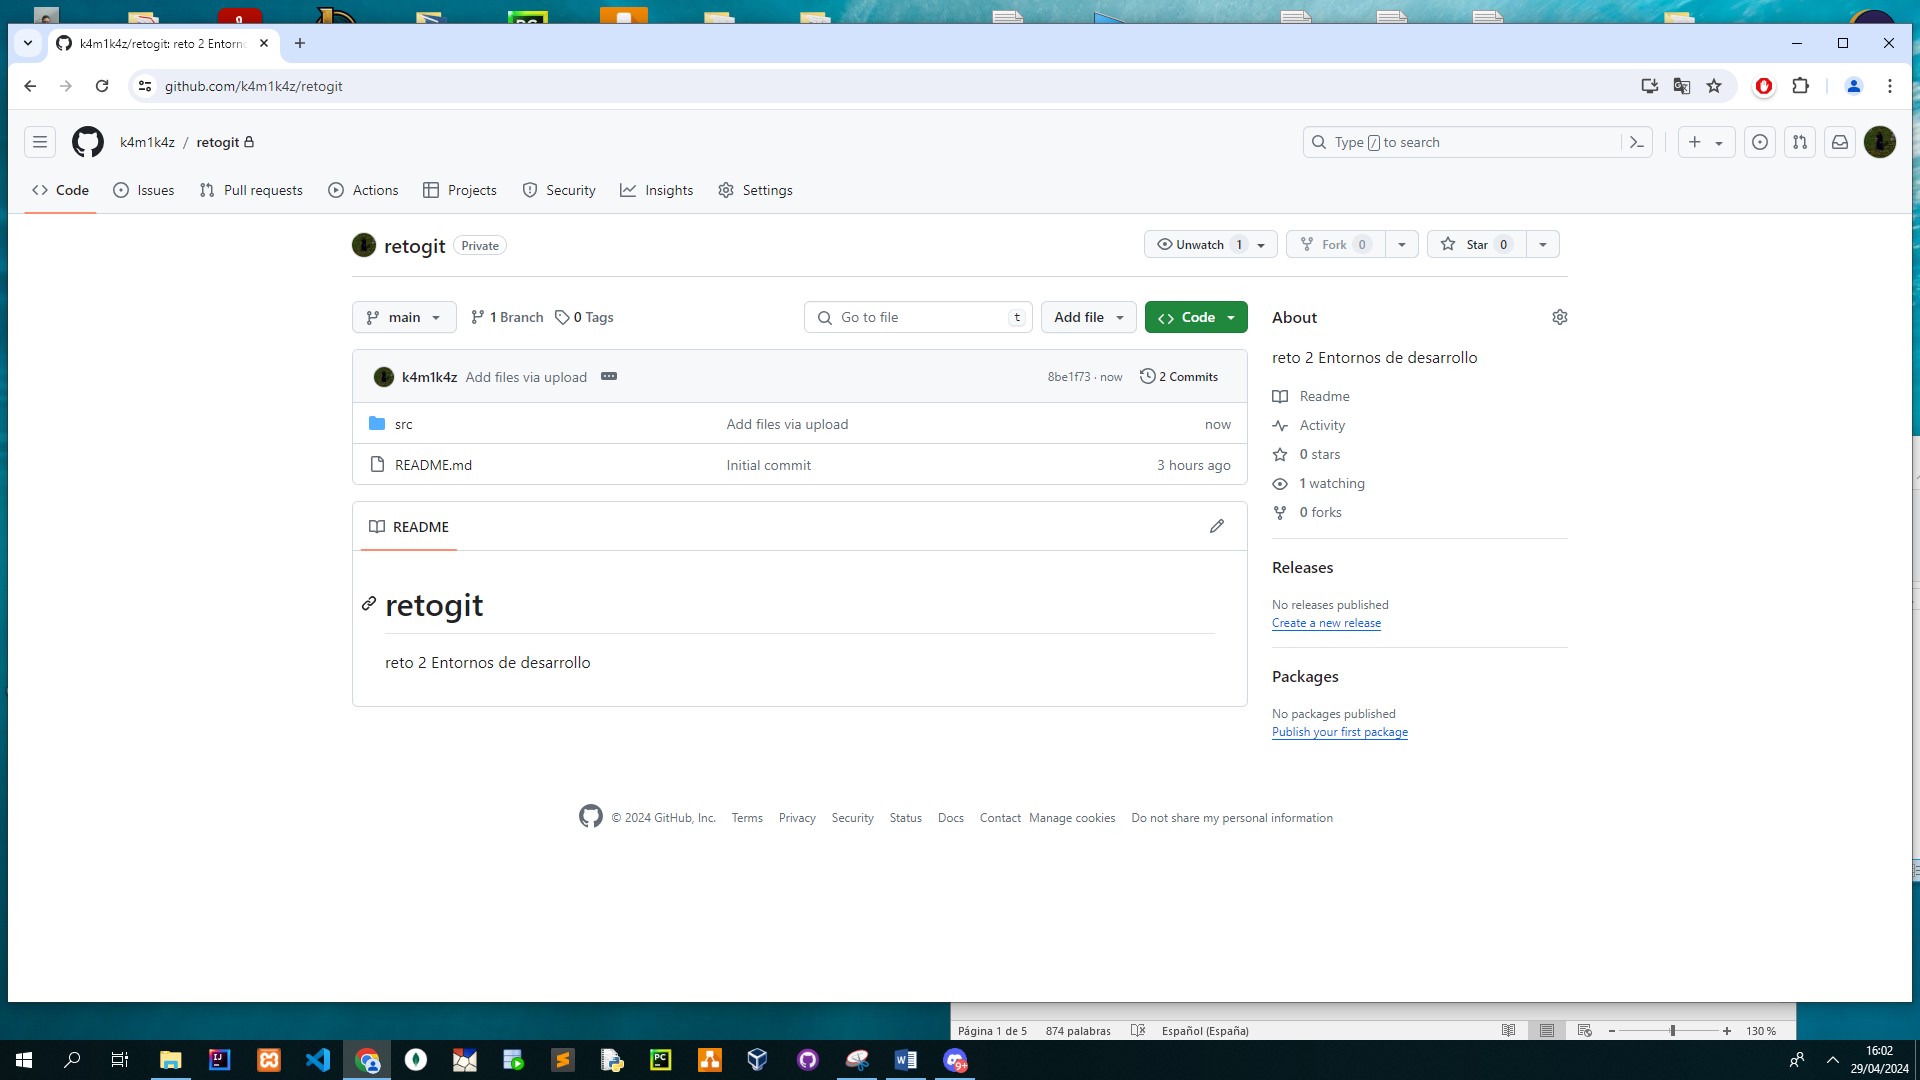 k4m1k4z/retogit: reto 2 Entorn
github.com/k4m1k4z/retogit
k4m1k4z / retogit
Type / to search
Code Issues Pull requests Actions Projects Security Insights Settings
retogit Private
Unwatch 1 Fork 0 Star 0
main 1 Branch 0 Tags Go to file t Add file Code
k4m1k4z Add files via upload 8be1f73 · now 2 Commits
src Add files via upload now
README.md Initial commit 3 hours ago
README
retogit
reto 2 Entornos de desarrollo
About
reto 2 Entornos de desarrollo
Readme
Activity
0 stars
1 watching
0 forks
Releases
No releases published
Create a new release
Packages
No packages published
Publish your first package
© 2024 GitHub, Inc. Terms Privacy Security Status Docs Contact Manage cookies Do not share my personal information
Página 1 de 5 874 palabras Español (España) 130 %
16:02
29/04/2024